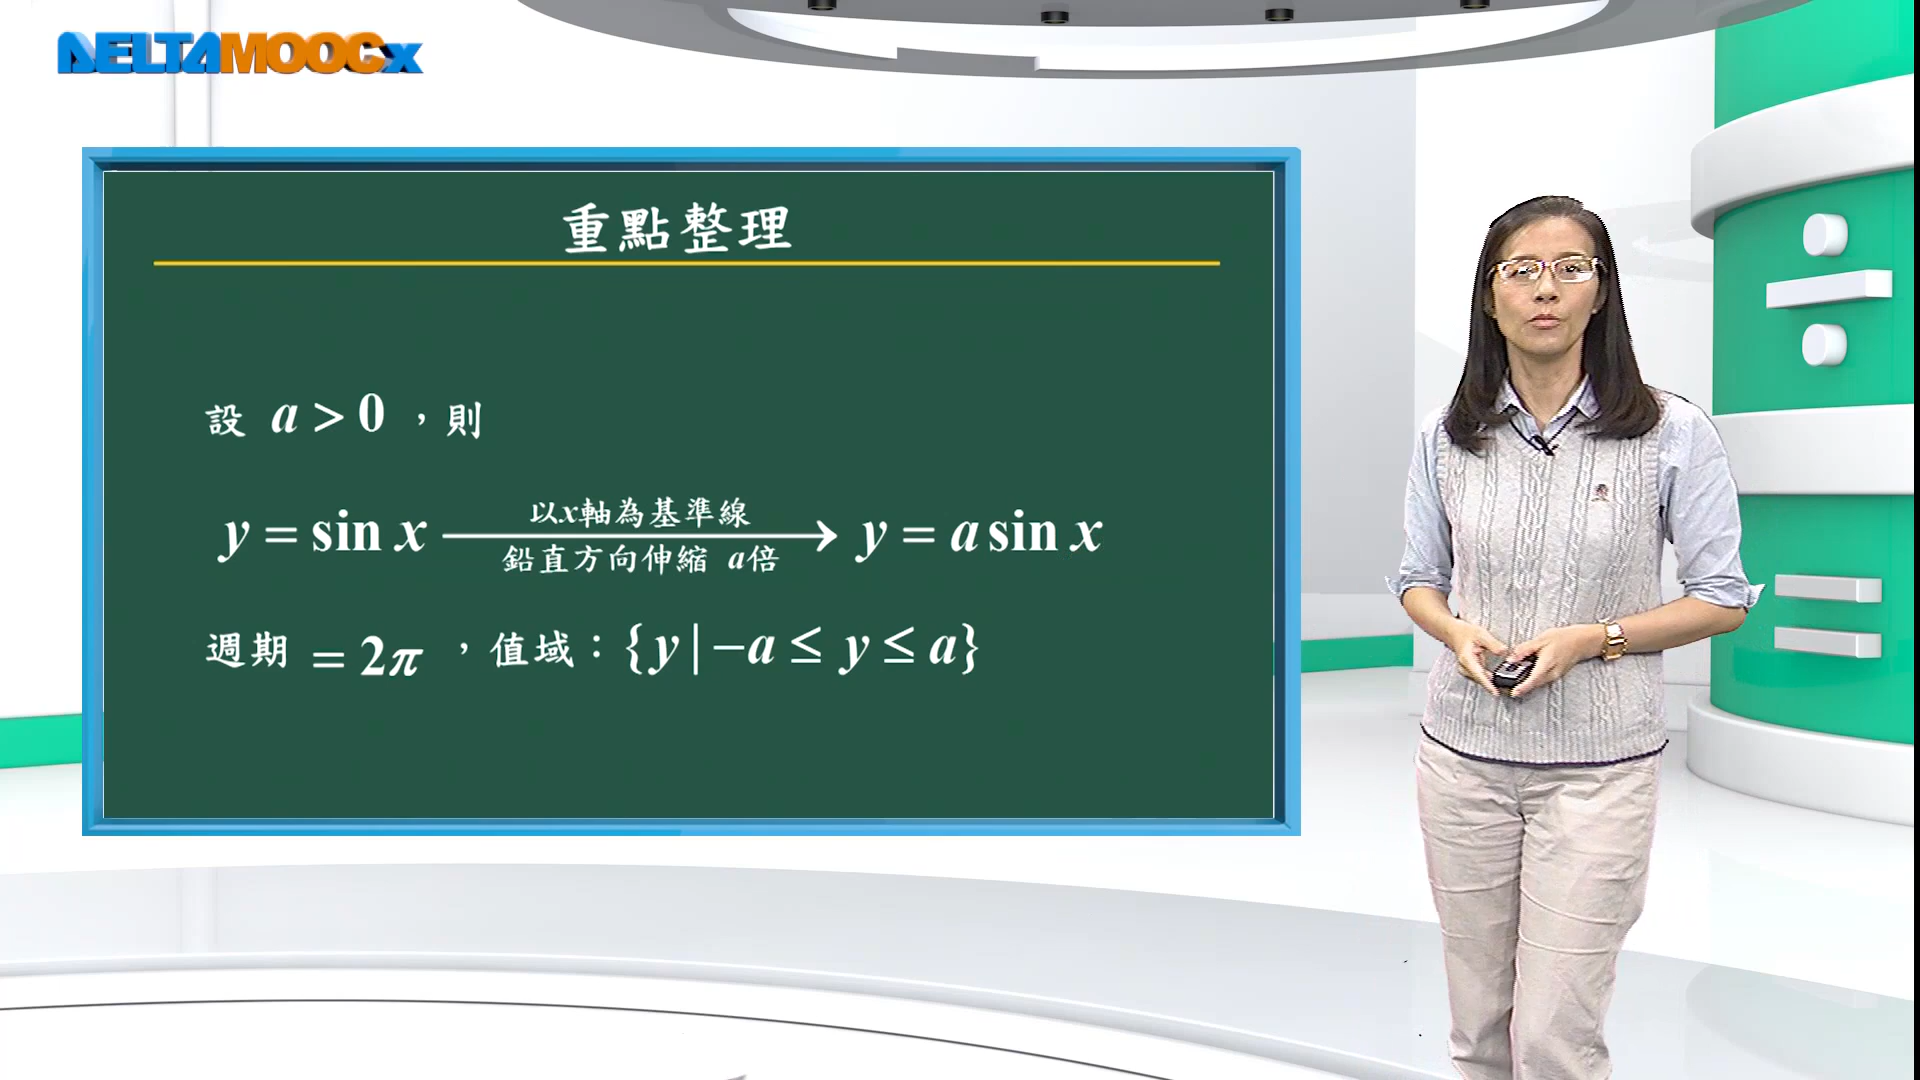 DELTAMOOCx
重點整理
設 a > 0 ，則
以x軸為基準線
y = sin x ⟶ y = a sin x
鉛直方向伸縮 a倍
週期 = 2π ，值域：{y | −a ≤ y ≤ a}